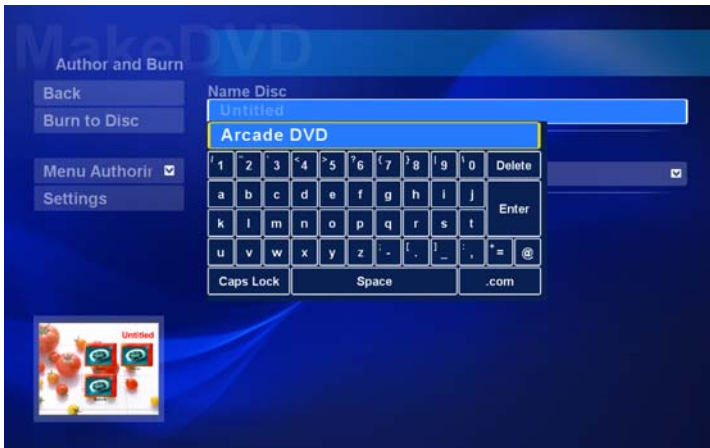 MakeDVD
Author and Burn
Back
Burn to Disc
Menu Authorir
Settings
Name Disc
Untitled
Arcade DVD
1 2 3 < 4 > 5 ? 6 { 7 } 8 | 9 \ 0 Delete
a b c d e f g h i j
Enter
k l m n o p q r s t
u v w x y z - [ . ] _ : , + = @
Caps Lock Space .com
Untitled